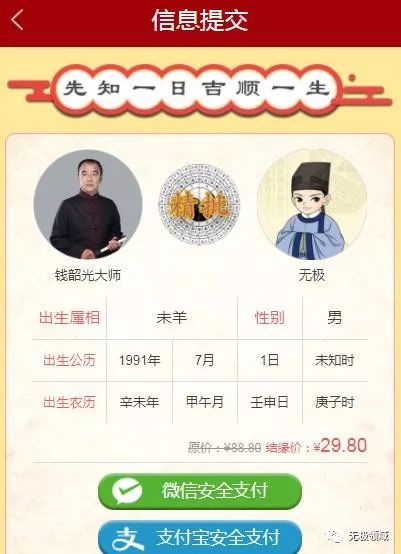 信息提交
先知一日吉顺一生
精批
钱韶光大师
无极
出生属相 未羊 性别 男
出生公历 1991年 7月 1日 未知时
出生农历 辛未年 甲午月 壬申日 庚子时
原价:¥88.80 结缘价:¥29.80
微信安全支付
支付宝安全支付
无极领域